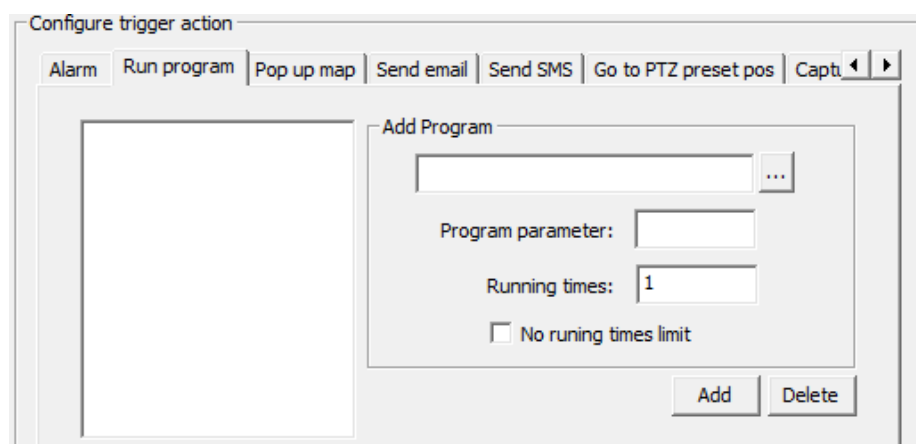 Configure trigger action
Alarm Run program Pop up map Send email Send SMS Go to PTZ preset pos
Add Program
...
Program parameter:
Running times: 1
No runing times limit
Add Delete